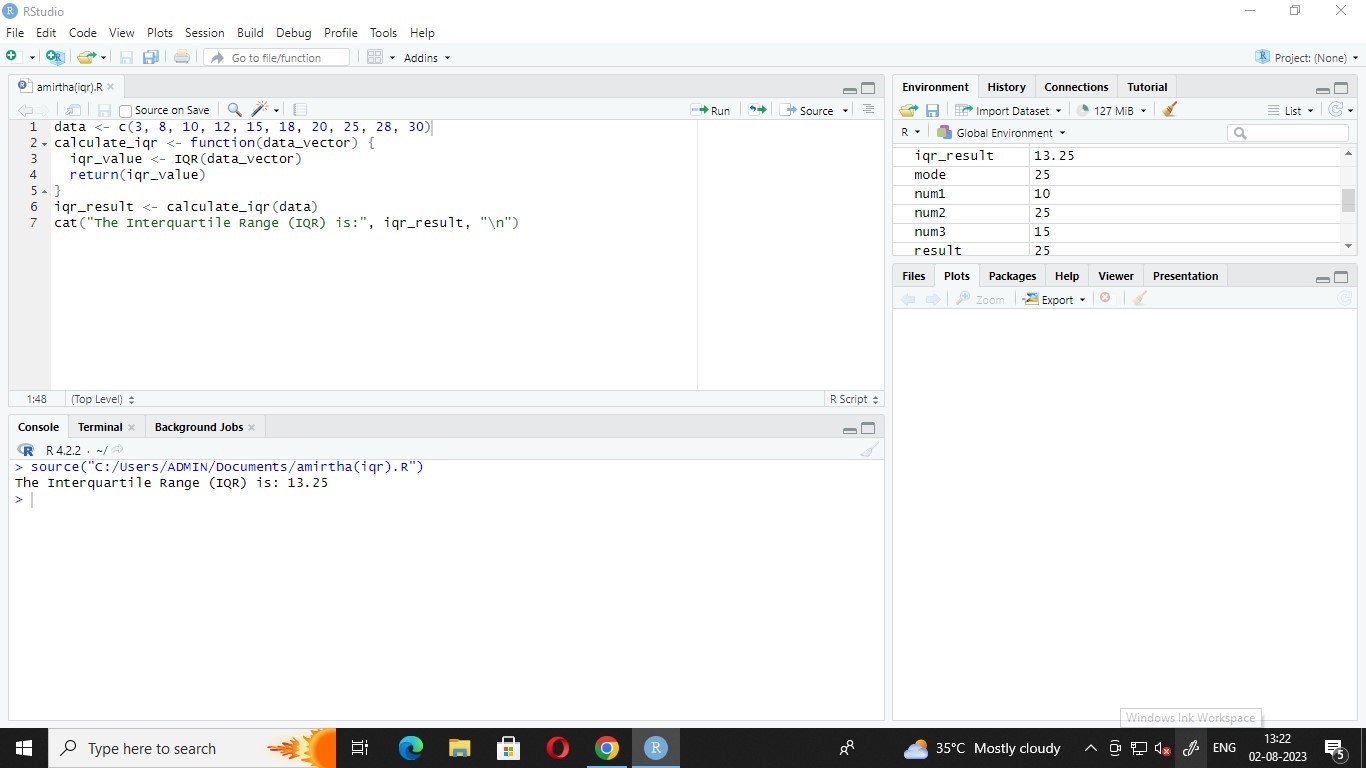 RStudio
File Edit Code View Plots Session Build Debug Profile Tools Help
Go to file/function Addins Project: (None)
amirtha(iqr).R
Source on Save Run Source
1 data <- c(3, 8, 10, 12, 15, 18, 20, 25, 28, 30)
2 calculate_iqr <- function(data_vector) {
3 iqr_value <- IQR(data_vector)
4 return(iqr_value)
5 }
6 iqr_result <- calculate_iqr(data)
7 cat("The Interquartile Range (IQR) is:", iqr_result, "\n")
1:48 (Top Level) R Script
Console Terminal Background Jobs
R 4.2.2 · ~/
> source("C:/Users/ADMIN/Documents/amirtha(iqr).R")
The Interquartile Range (IQR) is: 13.25
>
Environment History Connections Tutorial
Import Dataset 127 MiB List
R Global Environment
iqr_result 13.25
mode 25
num1 10
num2 25
num3 15
result 25
Files Plots Packages Help Viewer Presentation
Zoom Export
Windows Ink Workspace
Type here to search
35°C Mostly cloudy ENG
13:22
02-08-2023
5